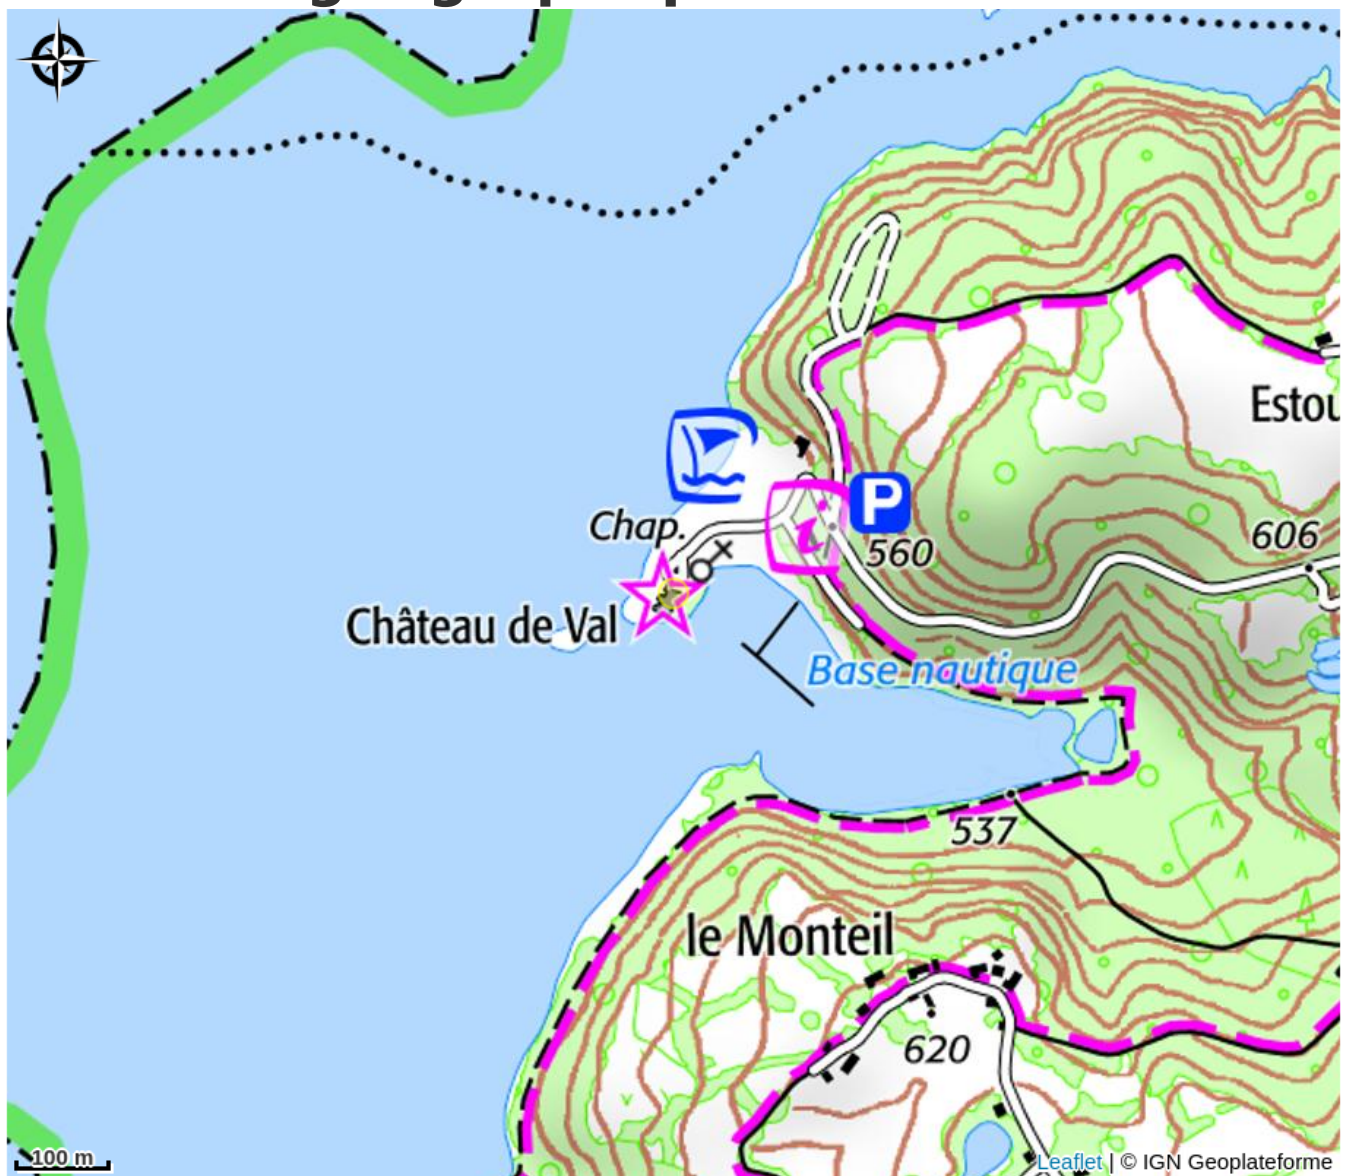 Estou
P
Chap.
i
560
606
Château de Val
Base nautique
537
le Monteil
620
100 m
Leaflet | © IGN Geoplateforme